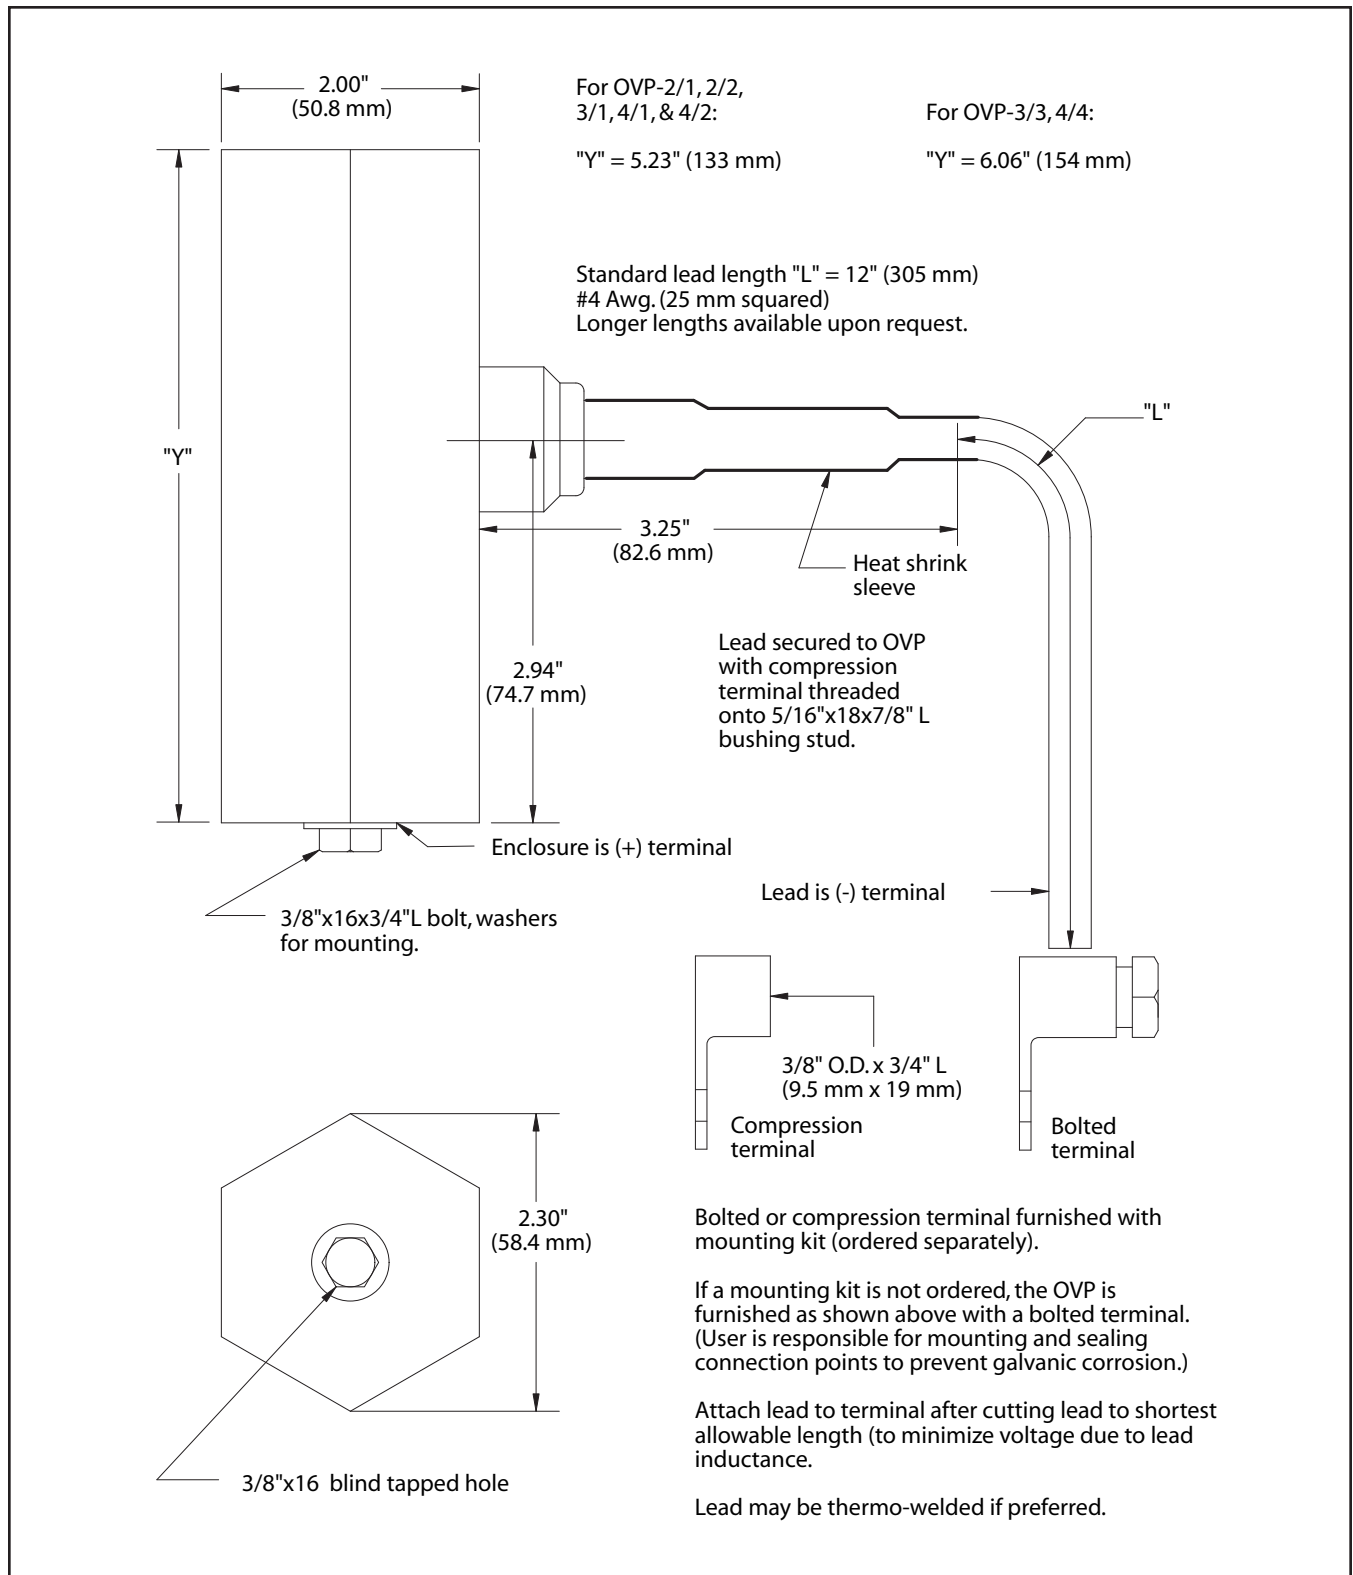 2.00"
(50.8 mm)
For OVP-2/1, 2/2,
3/1, 4/1, & 4/2:
"Y" = 5.23" (133 mm)
For OVP-3/3, 4/4:
"Y" = 6.06" (154 mm)
Standard lead length "L" = 12" (305 mm)
#4 Awg. (25 mm squared)
Longer lengths available upon request.
"L"
"Y"
3.25"
(82.6 mm)
Heat shrink
sleeve
Lead secured to OVP
with compression
terminal threaded
onto 5/16"x18x7/8" L
bushing stud.
2.94"
(74.7 mm)
Enclosure is (+) terminal
Lead is (-) terminal
3/8"x16x3/4"L bolt, washers
for mounting.
3/8" O.D. x 3/4" L
(9.5 mm x 19 mm)
Compression
terminal
Bolted
terminal
2.30"
(58.4 mm)
3/8"x16 blind tapped hole
Bolted or compression terminal furnished with
mounting kit (ordered separately).
If a mounting kit is not ordered, the OVP is
furnished as shown above with a bolted terminal.
(User is responsible for mounting and sealing
connection points to prevent galvanic corrosion.)
Attach lead to terminal after cutting lead to shortest
allowable length (to minimize voltage due to lead
inductance.
Lead may be thermo-welded if preferred.